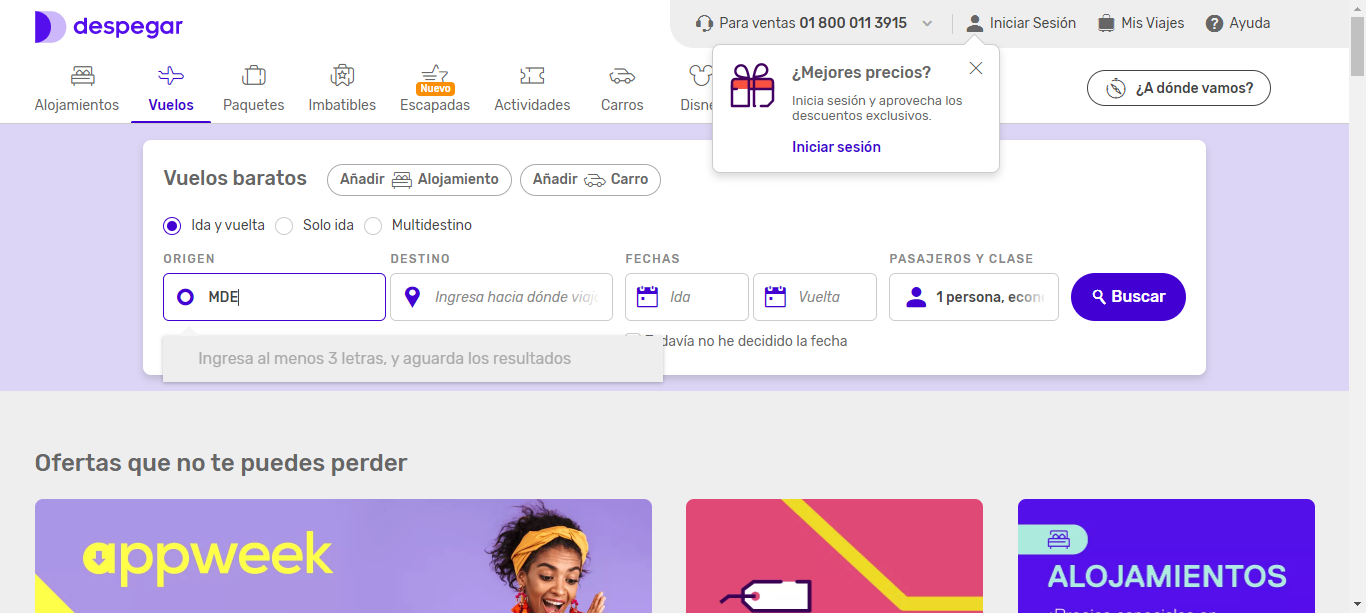 despegar
Para ventas 01 800 011 3915
Iniciar Sesión
Mis Viajes
Ayuda
Alojamientos
Vuelos
Paquetes
Imbatibles
Nuevo
Escapadas
Actividades
Carros
Disne
¿A dónde vamos?
¿Mejores precios?
Inicia sesión y aprovecha los
descuentos exclusivos.
Iniciar sesión
Vuelos baratos
Añadir Alojamiento
Añadir Carro
Ida y vuelta
Solo ida
Multidestino
ORIGEN
DESTINO
FECHAS
PASAJEROS Y CLASE
MDE
Ingresa hacia dónde viaj
Ida
Vuelta
1 persona, econ
Buscar
Todavía no he decidido la fecha
Ingresa al menos 3 letras, y aguarda los resultados
Ofertas que no te puedes perder
appweek
ALOJAMIENTOS